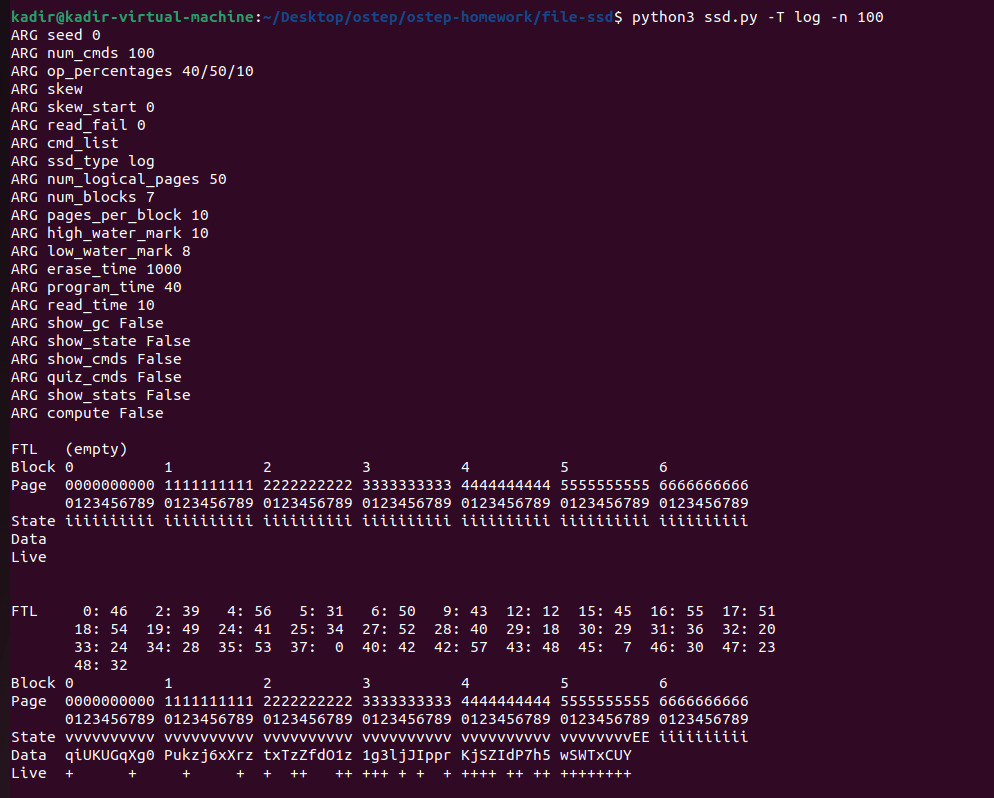 kadir@kadir-virtual-machine:~/Desktop/ostep/ostep-homework/file-ssd$ python3 ssd.py -T log -n 100
ARG seed 0
ARG num_cmds 100
ARG op_percentages 40/50/10
ARG skew
ARG skew_start 0
ARG read_fail 0
ARG cmd_list
ARG ssd_type log
ARG num_logical_pages 50
ARG num_blocks 7
ARG pages_per_block 10
ARG high_water_mark 10
ARG low_water_mark 8
ARG erase_time 1000
ARG program_time 40
ARG read_time 10
ARG show_gc False
ARG show_state False
ARG show_cmds False
ARG quiz_cmds False
ARG show_stats False
ARG compute False

FTL   (empty)
Block 0          1          2          3          4          5          6
Page  0000000000 1111111111 2222222222 3333333333 4444444444 5555555555 6666666666
      0123456789 0123456789 0123456789 0123456789 0123456789 0123456789 0123456789
State iiiiiiiiii iiiiiiiiii iiiiiiiiii iiiiiiiiii iiiiiiiiii iiiiiiiiii iiiiiiiiii
Data
Live

FTL     0: 46   2: 39   4: 56   5: 31   6: 50   9: 43  12: 12  15: 45  16: 55  17: 51
       18: 54  19: 49  24: 41  25: 34  27: 52  28: 40  29: 18  30: 29  31: 36  32: 20
       33: 24  34: 28  35: 53  37:  0  40: 42  42: 57  43: 48  45:  7  46: 30  47: 23
       48: 32
Block 0          1          2          3          4          5          6
Page  0000000000 1111111111 2222222222 3333333333 4444444444 5555555555 6666666666
      0123456789 0123456789 0123456789 0123456789 0123456789 0123456789 0123456789
State vvvvvvvvvv vvvvvvvvvv vvvvvvvvvv vvvvvvvvvv vvvvvvvvvv vvvvvvvvEE iiiiiiiiii
Data  qiUKUGqXg0 Pukzj6xXrz txTzZfdO1z 1g3ljJIppr KjSZIdP7h5 wSWTxCUY
Live  +      +     +     +  +  ++   ++ +++ + +  + ++++ ++ ++ ++++++++